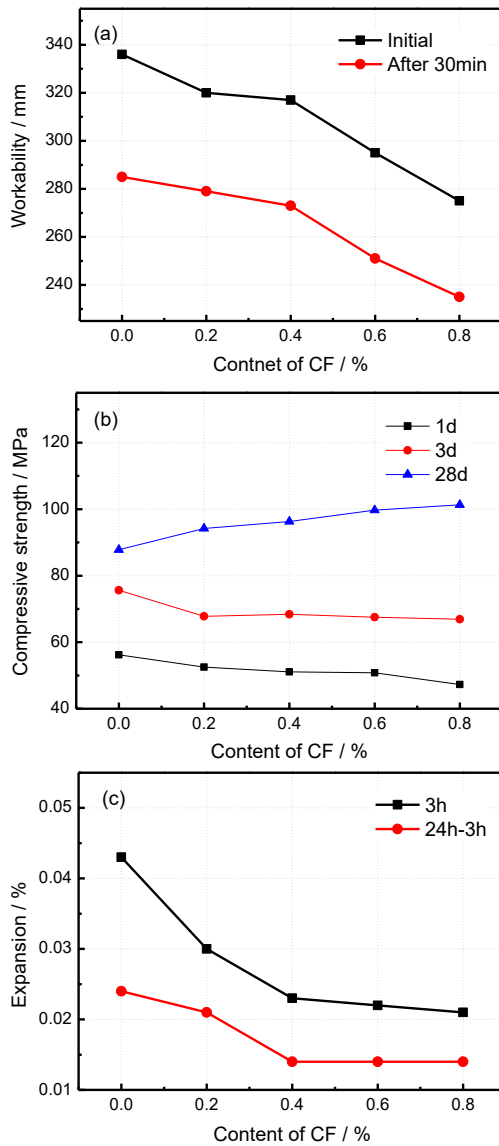 (a)
Initial
After 30min
Workability / mm
340
320
300
280
260
240
0.0 0.2 0.4 0.6 0.8
Contnet of CF / %
(b)
1d
3d
28d
Compressive strength / MPa
120
100
80
60
40
0.0 0.2 0.4 0.6 0.8
Content of CF / %
(c)
3h
24h-3h
Expansion / %
0.05
0.04
0.03
0.02
0.01
0.0 0.2 0.4 0.6 0.8
Content of CF / %